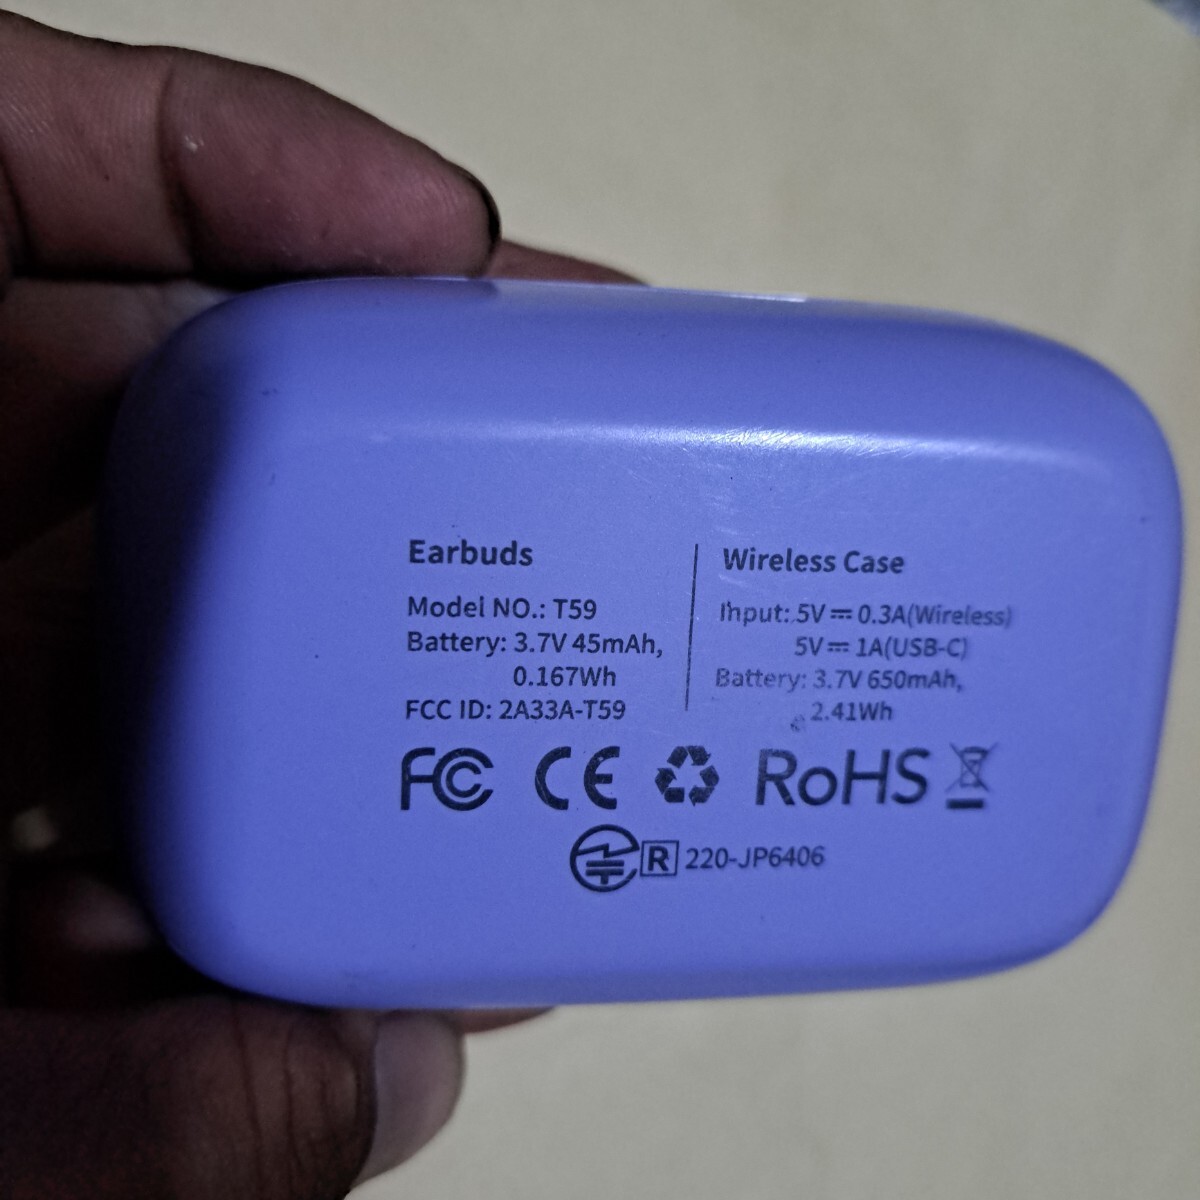 Earbuds
Model NO.: T59
Battery: 3.7V 45mAh,
0.167Wh
FCC ID: 2A33A-T59
Wireless Case
Input: 5V⎓0.3A(Wireless)
5V⎓1A(USB-C)
Battery: 3.7V 650mAh,
2.41Wh
FC CE RoHS
R 220-JP6406